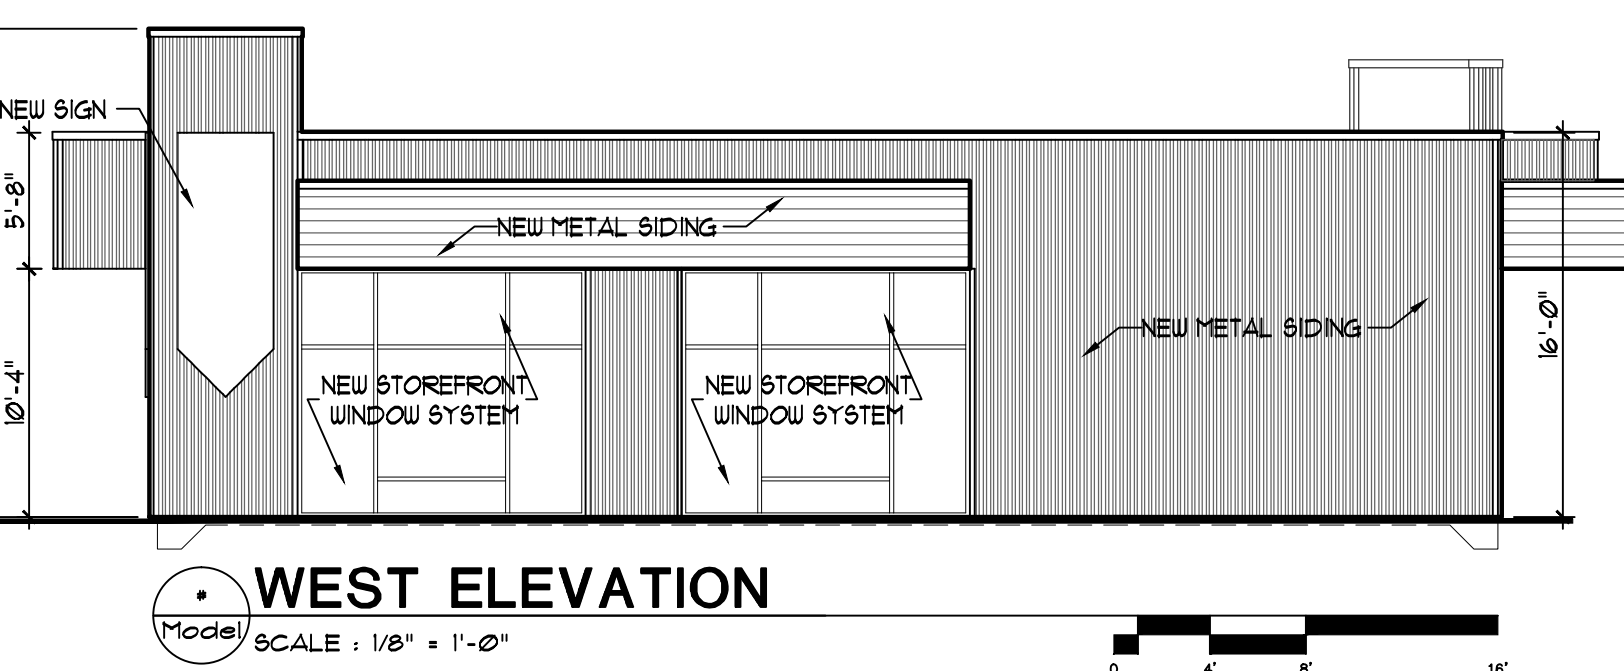 NEW SIGN
5'-8"
NEW METAL SIDING
16'-0"
NEW METAL SIDING
10'-4"
NEW STOREFRONT
WINDOW SYSTEM
NEW STOREFRONT
WINDOW SYSTEM
#
WEST ELEVATION
Model
SCALE : 1/8" = 1'-0"
0 4' 8' 16'